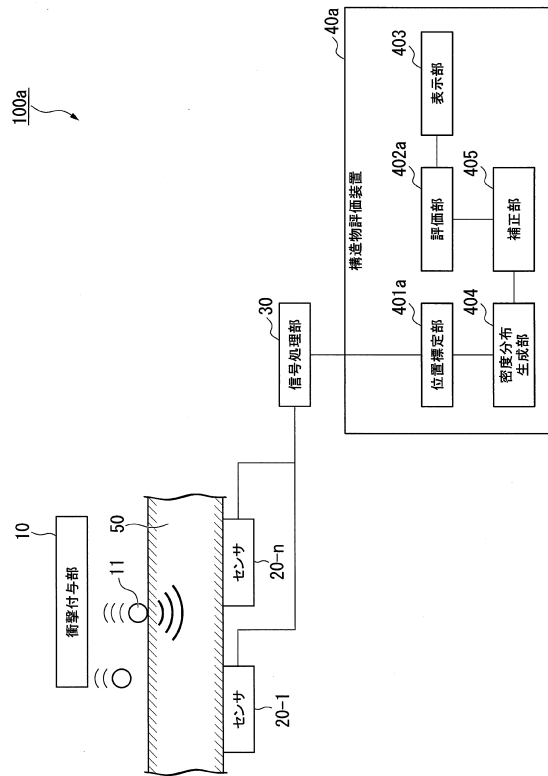 100a
10
衝撃付与部
11
50
センサ
20-1
センサ
20-n
30
信号処理部
40a
構造物評価装置
401a
位置標定部
402a
評価部
403
表示部
404
密度分布
生成部
405
補正部